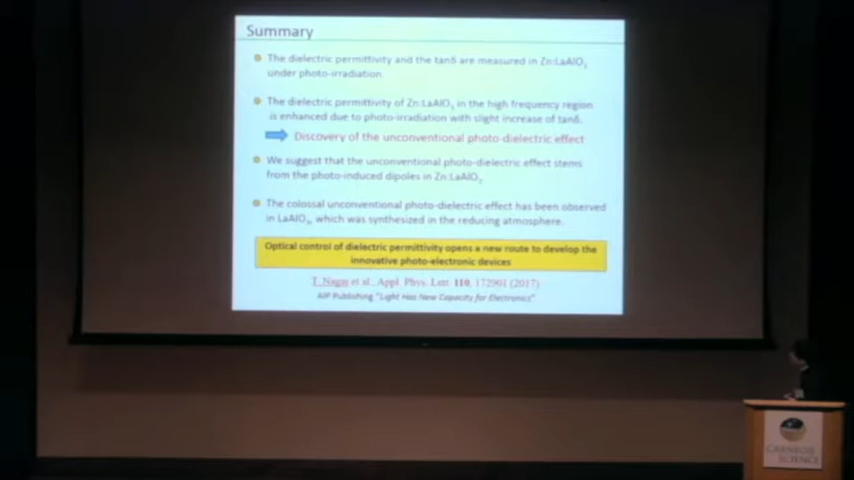 Summary
The dielectric permittivity and the tanδ are measured in Zn:LaAlO3
under photo-irradiation.
The dielectric permittivity of Zn:LaAlO3 in the high frequency region
is enhanced due to photo-irradiation with slight increase of tanδ.
Discovery of the unconventional photo-dielectric effect
We suggest that the unconventional photo-dielectric effect stems
from the photo-induced dipoles in Zn:LaAlO3
The colossal unconventional photo-dielectric effect has been observed
in LaAlO3, which was synthesized in the reducing atmosphere.
Optical control of dielectric permittivity opens a new route to develop the
innovative photo-electronic devices
T. Nagai et al., Appl. Phys. Lett. 110, 172901 (2017)
AIP Publishing "Light Has New Capacity for Electronics"
CARNEGIE
SCIENCE